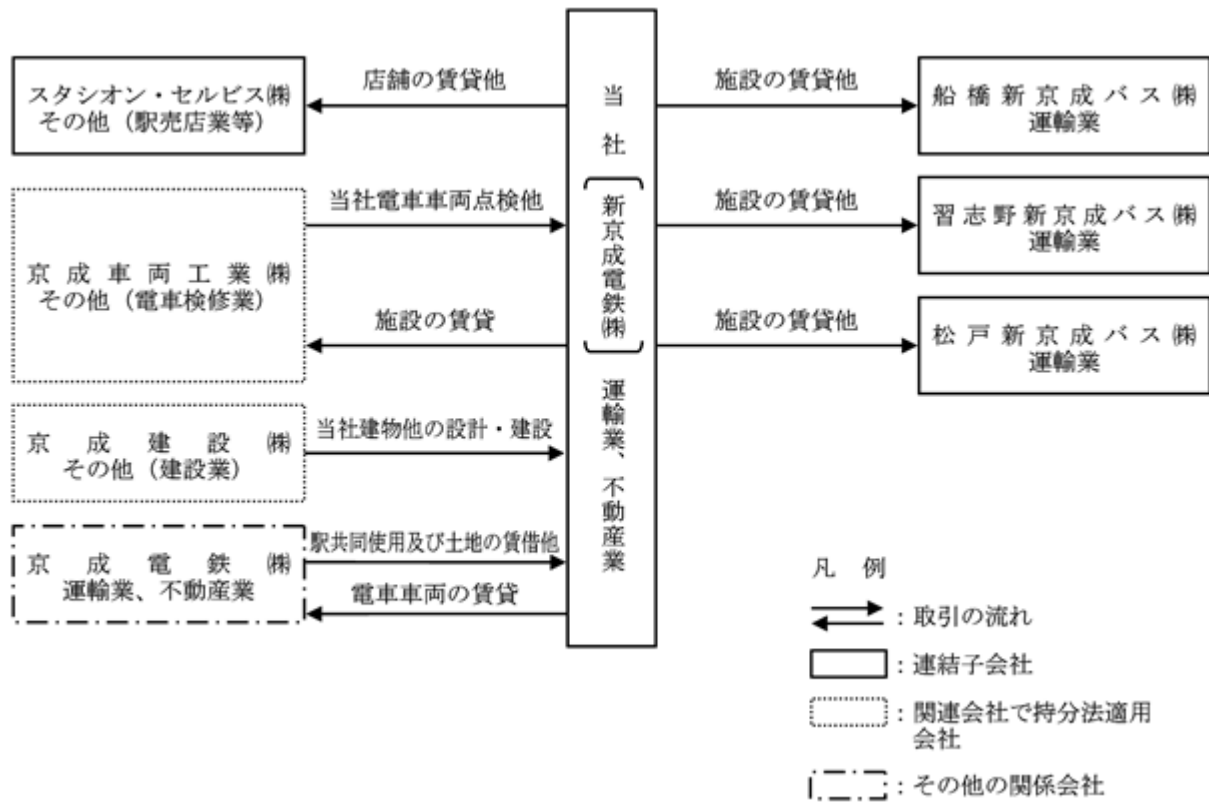 スタシオン・セルビス㈱
その他（駅売店業等）
店舗の賃貸他
京成車両工業㈱
その他（電車検修業）
当社電車車両点検他
施設の賃貸
京成建設㈱
その他（建設業）
当社建物他の設計・建設
京成電鉄㈱
運輸業、不動産業
駅共同使用及び土地の賃借他
電車車両の賃貸
当社
新京成電鉄㈱
運輸業、不動産業
施設の賃貸他
船橋新京成バス㈱
運輸業
施設の賃貸他
習志野新京成バス㈱
運輸業
施設の賃貸他
松戸新京成バス㈱
運輸業
凡例
：取引の流れ
：連結子会社
：関連会社で持分法適用
会社
：その他の関係会社